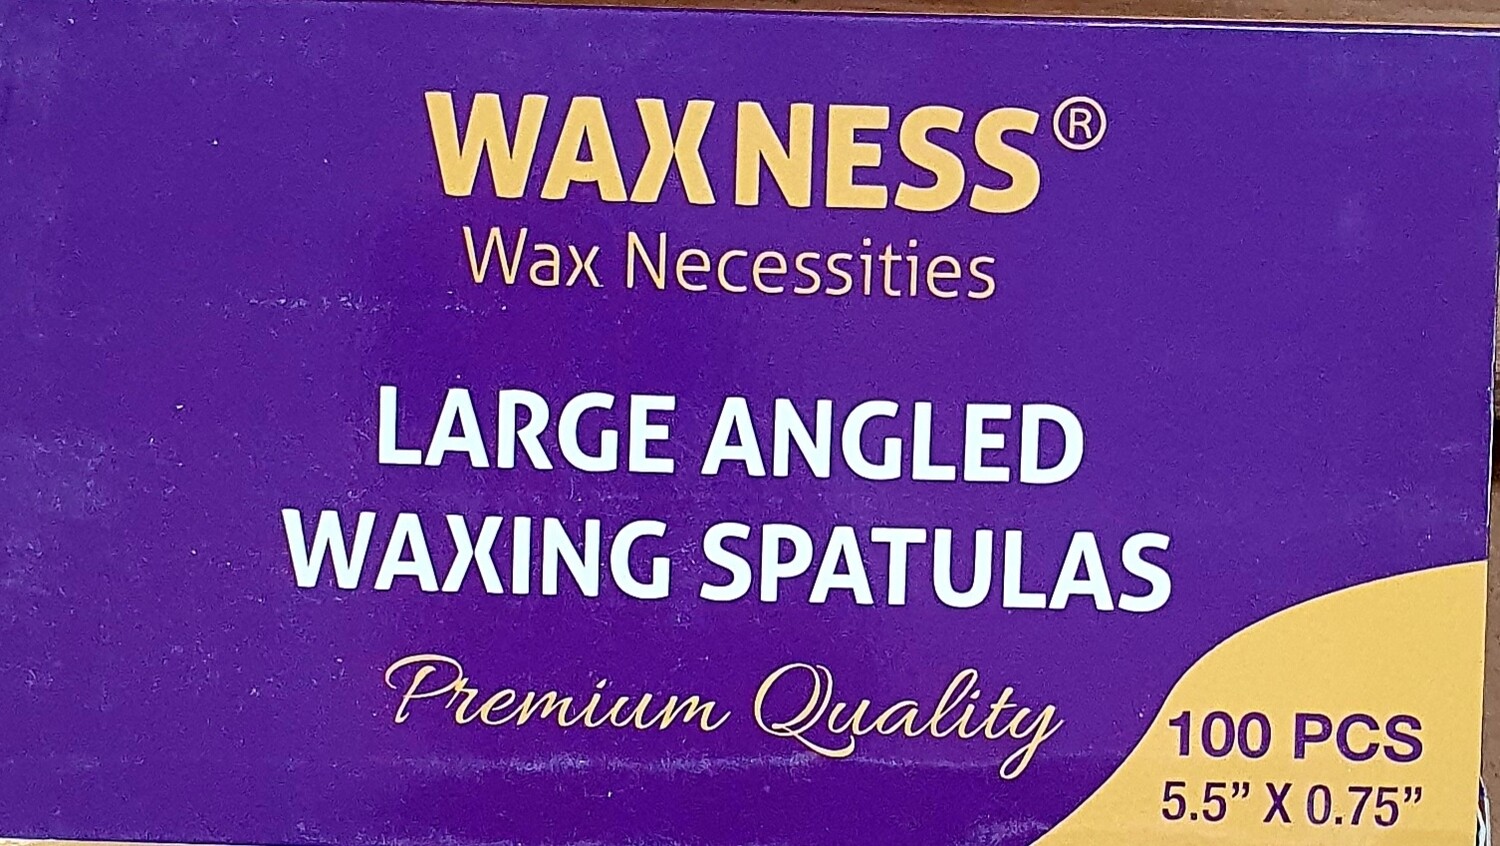 WAXNESS®
Wax Necessities
LARGE ANGLED
WAXING SPATULAS
Premium Quality
100 PCS
5.5” X 0.75”